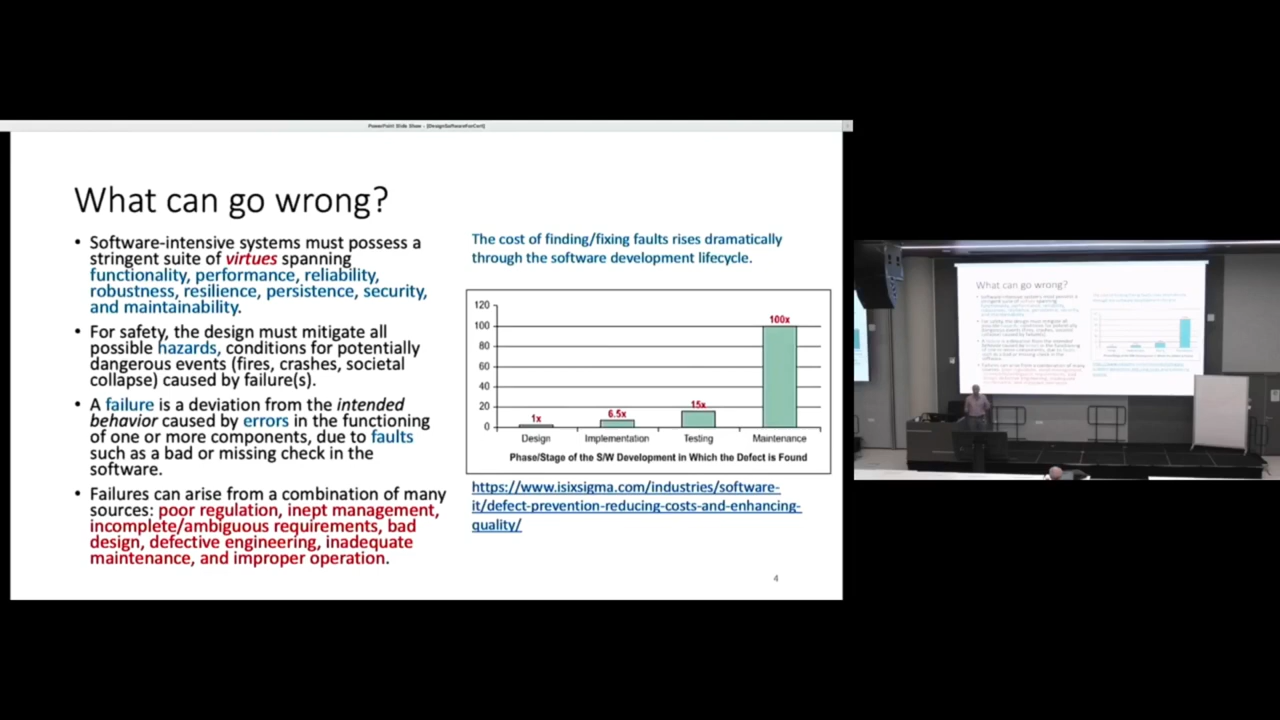 PowerPoint Slide Show - [DesignSoftwareForCert]
What can go wrong?
• Software-intensive systems must possess a
stringent suite of virtues spanning
functionality, performance, reliability,
robustness, resilience, persistence, security,
and maintainability.
• For safety, the design must mitigate all
possible hazards, conditions for potentially
dangerous events (fires, crashes, societal
collapse) caused by failure(s).
• A failure is a deviation from the intended
behavior caused by errors in the functioning
of one or more components, due to faults
such as a bad or missing check in the
software.
• Failures can arise from a combination of many
sources: poor regulation, inept management,
incomplete/ambiguous requirements, bad
design, defective engineering, inadequate
maintenance, and improper operation.
The cost of finding/fixing faults rises dramatically
through the software development lifecycle.
120
100
80
60
40
20
0
1x
6.5x
15x
100x
Design Implementation Testing Maintenance
Phase/Stage of the S/W Development in Which the Defect is Found
https://www.isixsigma.com/industries/software-
it/defect-prevention-reducing-costs-and-enhancing-
quality/
4
What can go wrong?